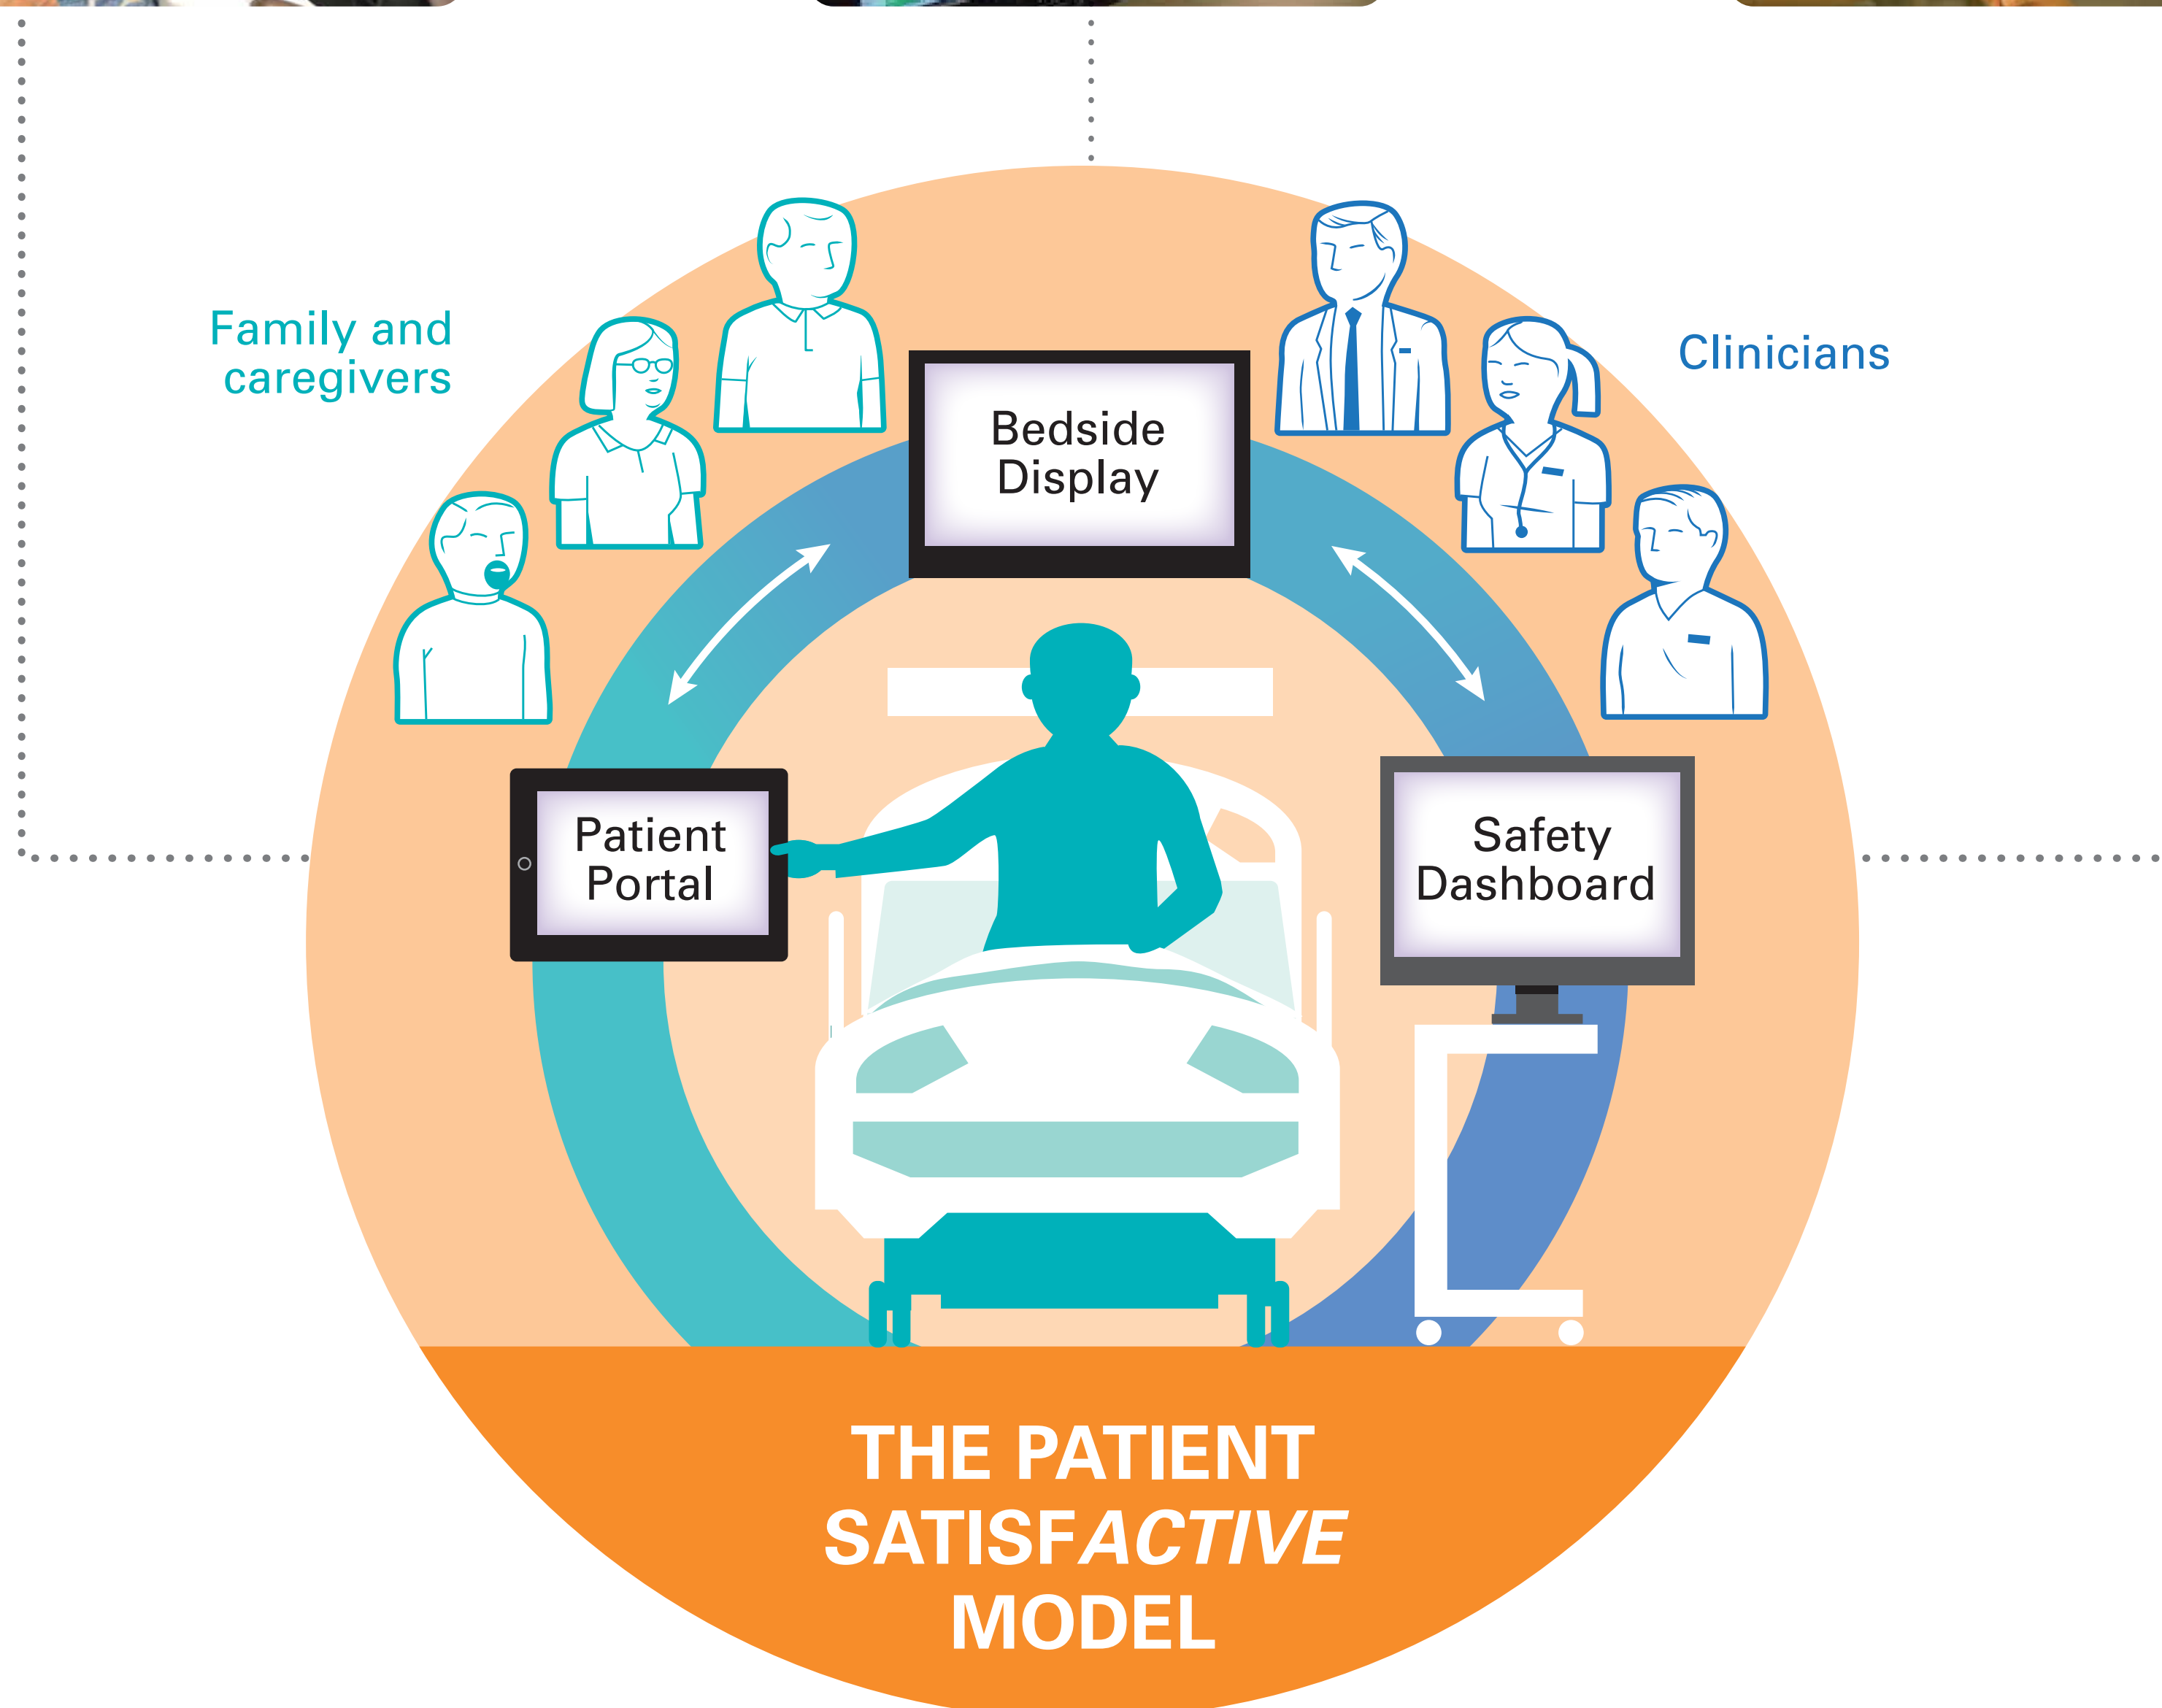 Family and
caregivers
Clinicians
Bedside
Display
Patient
Portal
Safety
Dashboard
THE PATIENT
SATISFACTIVE
MODEL